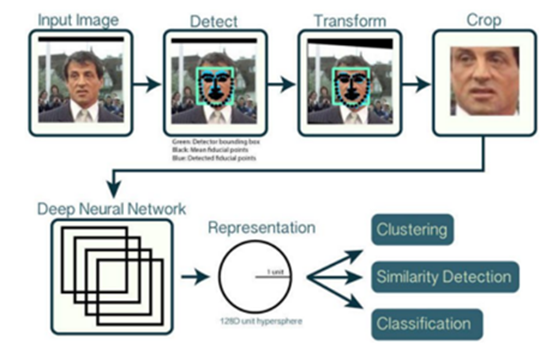 Input Image
Detect
Transform
Crop
Green: Detector bounding box
Black: Mean fiducial points
Blue: Detected fiducial points
Deep Neural Network
Representation
1 unit
128D unit hypersphere
Clustering
Similarity Detection
Classification